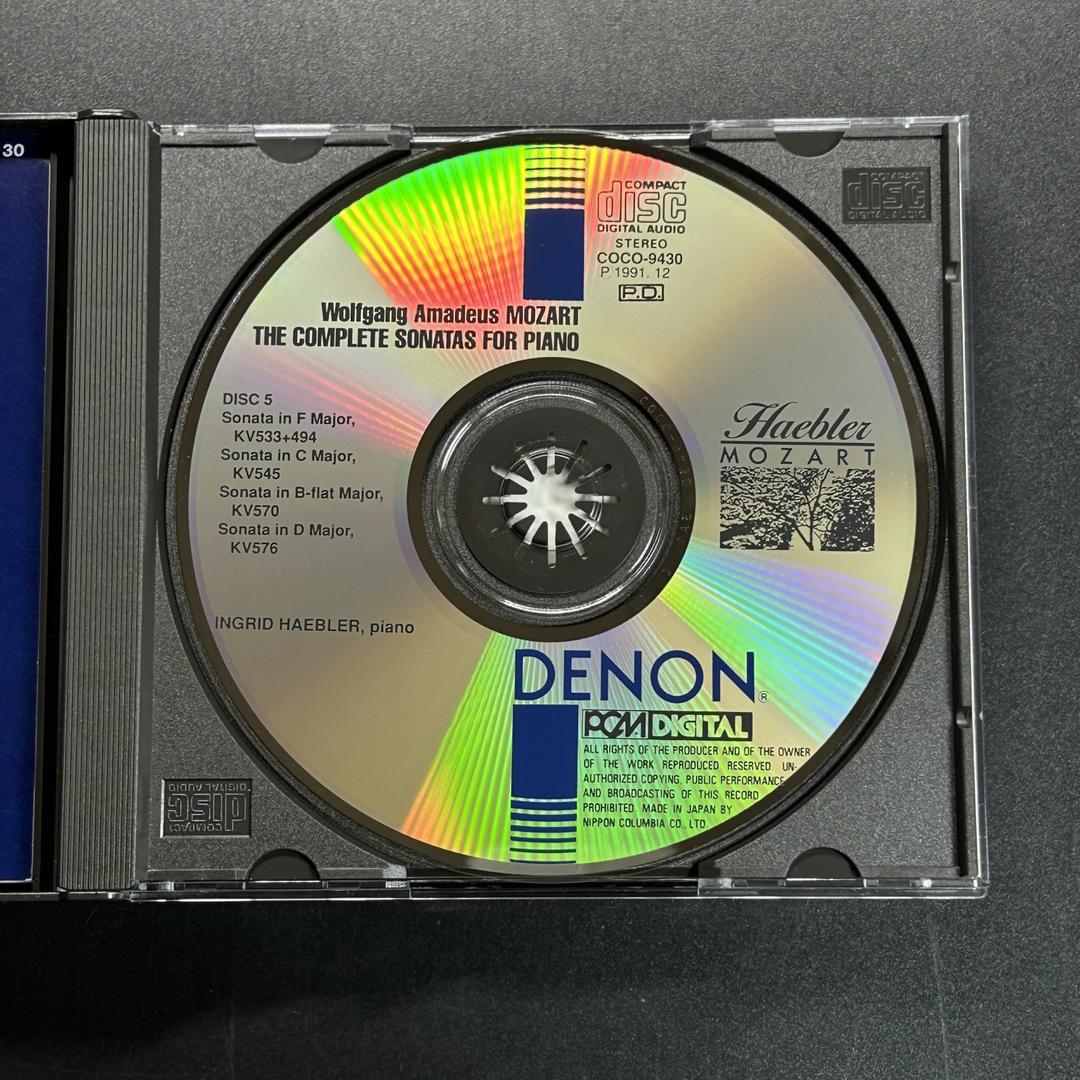 30
COMPACT
disc
DIGITAL AUDIO
STEREO
COCO-9430
P 1991, 12
P.D.
Wolfgang Amadeus MOZART
THE COMPLETE SONATAS FOR PIANO
DISC 5
Sonata in F Major,
KV533+494
Sonata in C Major,
KV545
Sonata in B-flat Major,
KV570
Sonata in D Major,
KV576
INGRID HAEBLER, piano
Haebler
MOZART
DENON®
PCM DIGITAL
ALL RIGHTS OF THE PRODUCER AND OF THE OWNER
OF THE WORK REPRODUCED RESERVED. UN-
AUTHORIZED COPYING, PUBLIC PERFORMANCE
AND BROADCASTING OF THIS RECORD
PROHIBITED. MADE IN JAPAN BY
NIPPON COLUMBIA CO., LTD.
COMPACT
disc
DIGITAL AUDIO
COMPACT
disc
DIGITAL AUDIO